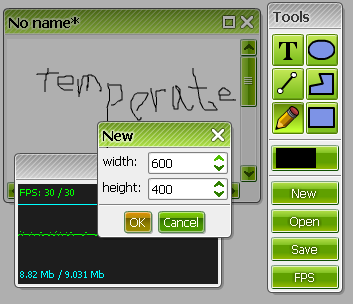 No name*
Tools
T
temperate
New
width: 600
height: 400
OK Cancel
FPS: 30 / 30
8.82 Mb / 9.031 Mb
New
Open
Save
FPS